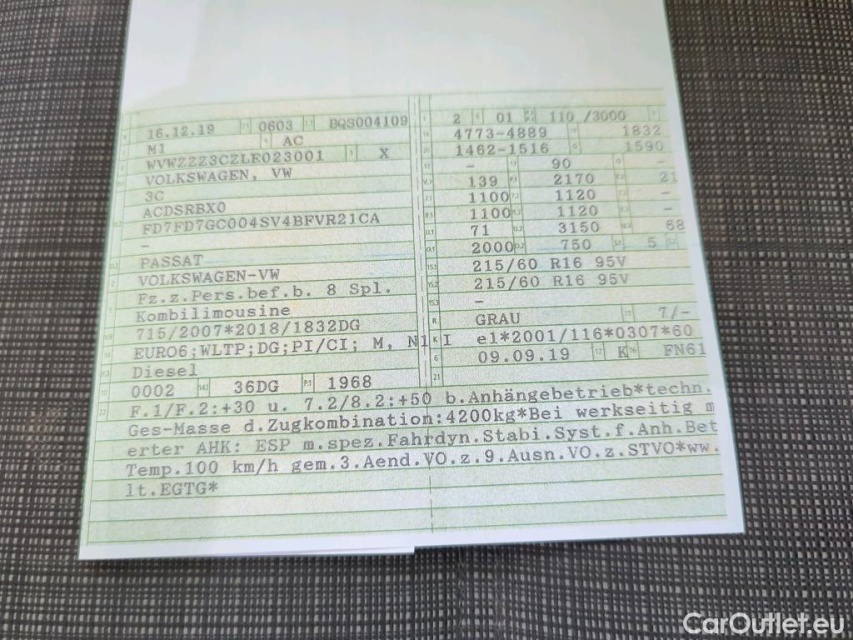 16.12.19 0603 BQS004109
M1 AC
WVWZZZ3CZLE023001 X
VOLKSWAGEN, VW
3C
ACDSRBX0
FD7FD7GC004SV4BFVR21CA
–
PASSAT
VOLKSWAGEN-VW
Fz.z.Pers.bef.b. 8 Spl.
Kombilimousine
715/2007*2018/1832DG
EURO6;WLTP;DG;PI/CI; M, N1 I
Diesel
0002 36DG 1968
2 01 110 /3000
4773-4889 1832
1462-1516 1590
– 90 –
139 2170 21
1100 1120 –
1100 1120 –
71 3150 68
2000 750 5
215/60 R16 95V
215/60 R16 95V
–
GRAU 7/-
e1*2001/116*0307*60
09.09.19 K FN61
F.1/F.2:+30 u. 7.2/8.2:+50 b.Anhängebetrieb*techn.
Ges-Masse d.Zugkombination:4200kg*Bei werkseitig m
erter AHK: ESP m.spez.Fahrdyn.Stabi.Syst.f.Anh.Bet
Temp.100 km/h gem.3.Aend.VO.z.9.Ausn.VO.z.STVO*ww.
lt.EGTG*
CarOutlet.eu